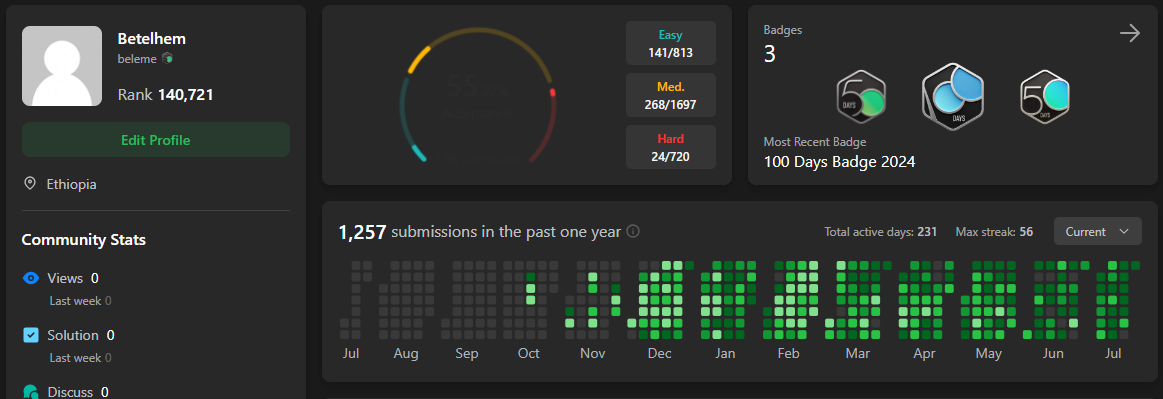 Betelhem
beleme
Rank 140,721
Edit Profile
Ethiopia
Community Stats
Views 0
Last week 0
Solution 0
Last week 0
Discuss 0
Easy
141/813
Med.
268/1697
Hard
24/720
Badges
3
50
DAYS
DAYS
50
DAYS
Most Recent Badge
100 Days Badge 2024
1,257 submissions in the past one year
Total active days: 231
Max streak: 56
Current
Jul Aug Sep Oct Nov Dec Jan Feb Mar Apr May Jun Jul